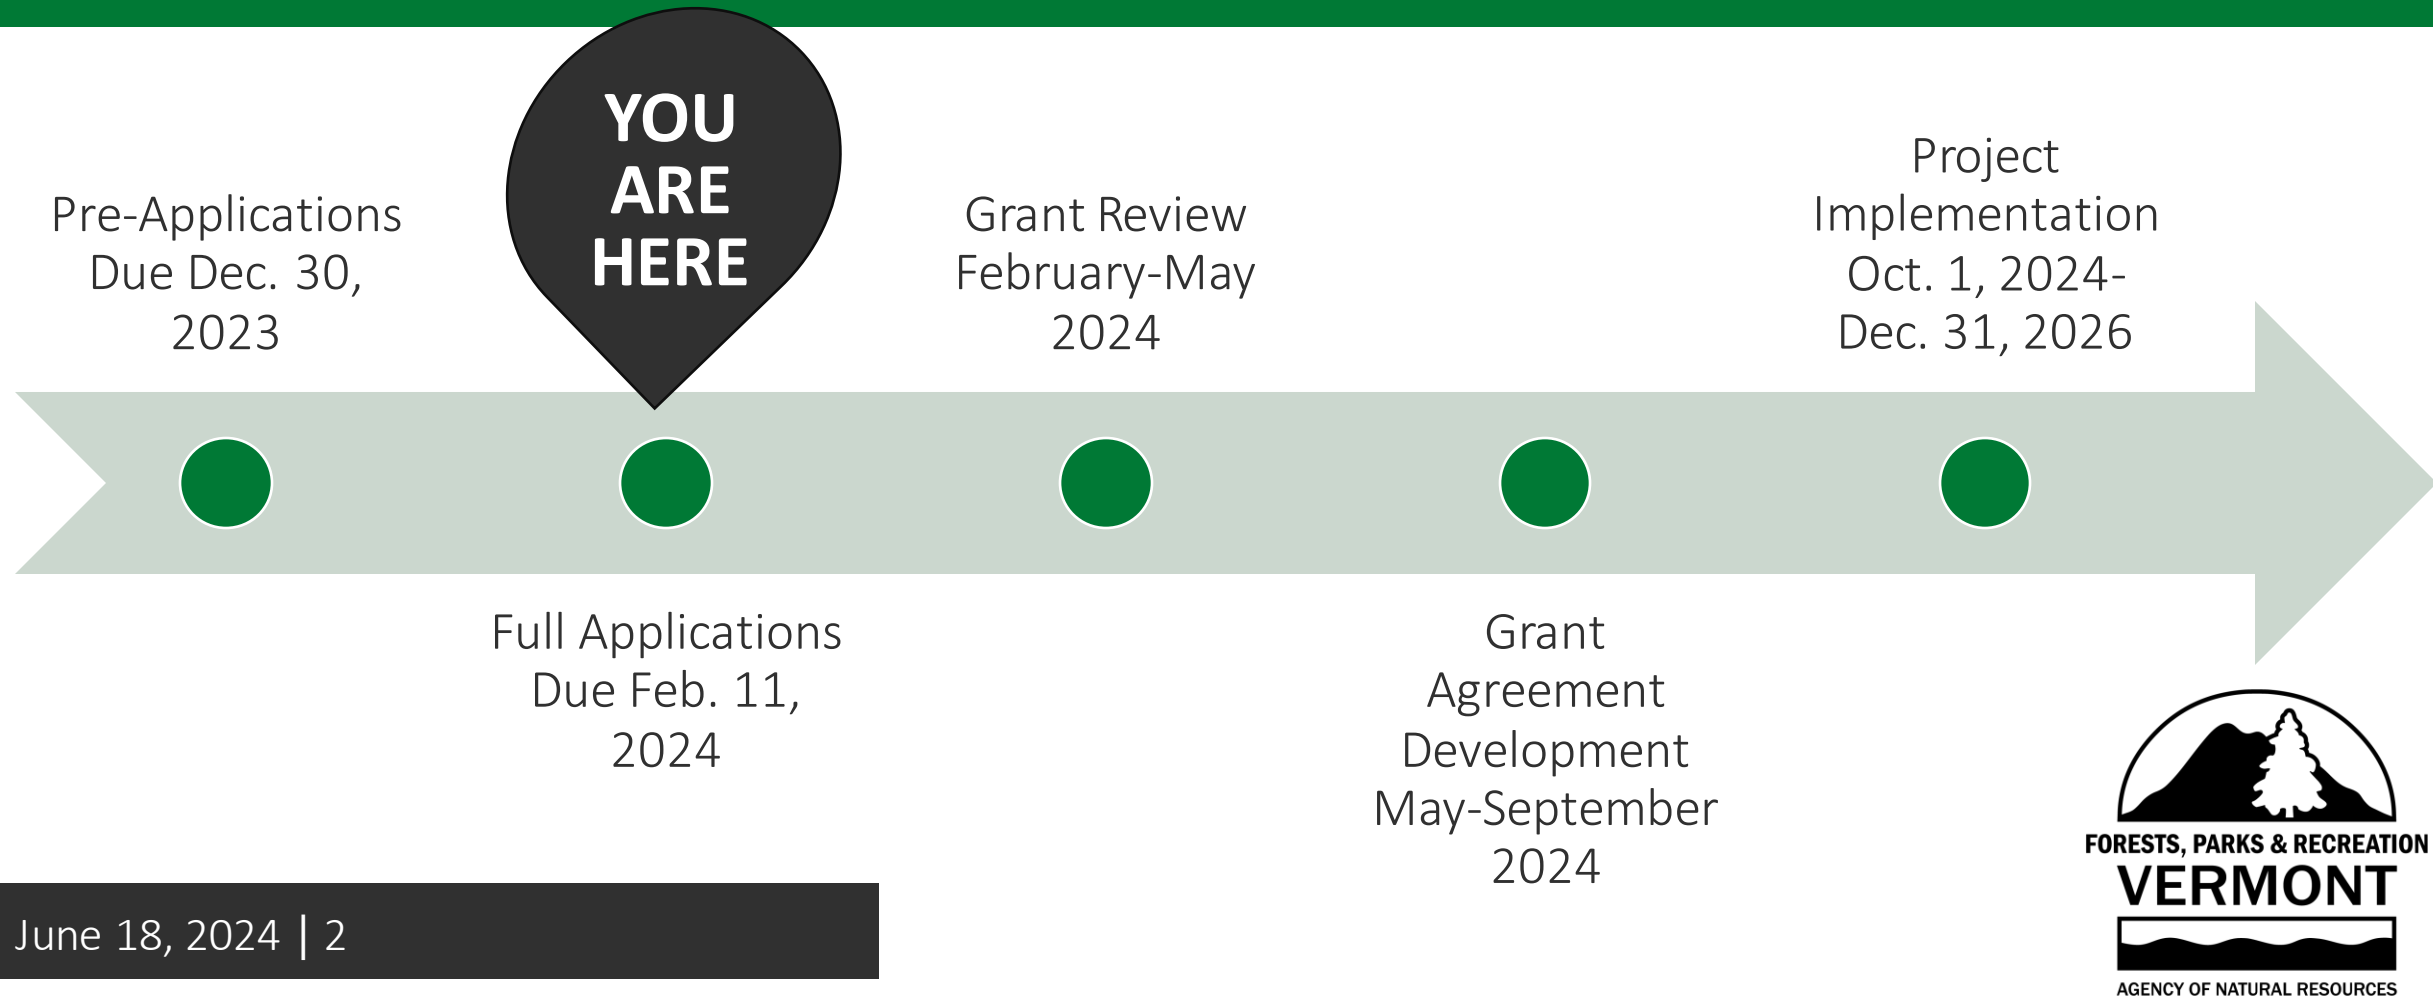 YOU
ARE
HERE
Pre-Applications
Due Dec. 30,
2023
Grant Review
February-May
2024
Project
Implementation
Oct. 1, 2024-
Dec. 31, 2026
Full Applications
Due Feb. 11,
2024
Grant
Agreement
Development
May-September
2024
June 18, 2024 | 2
FORESTS, PARKS & RECREATION
VERMONT
AGENCY OF NATURAL RESOURCES